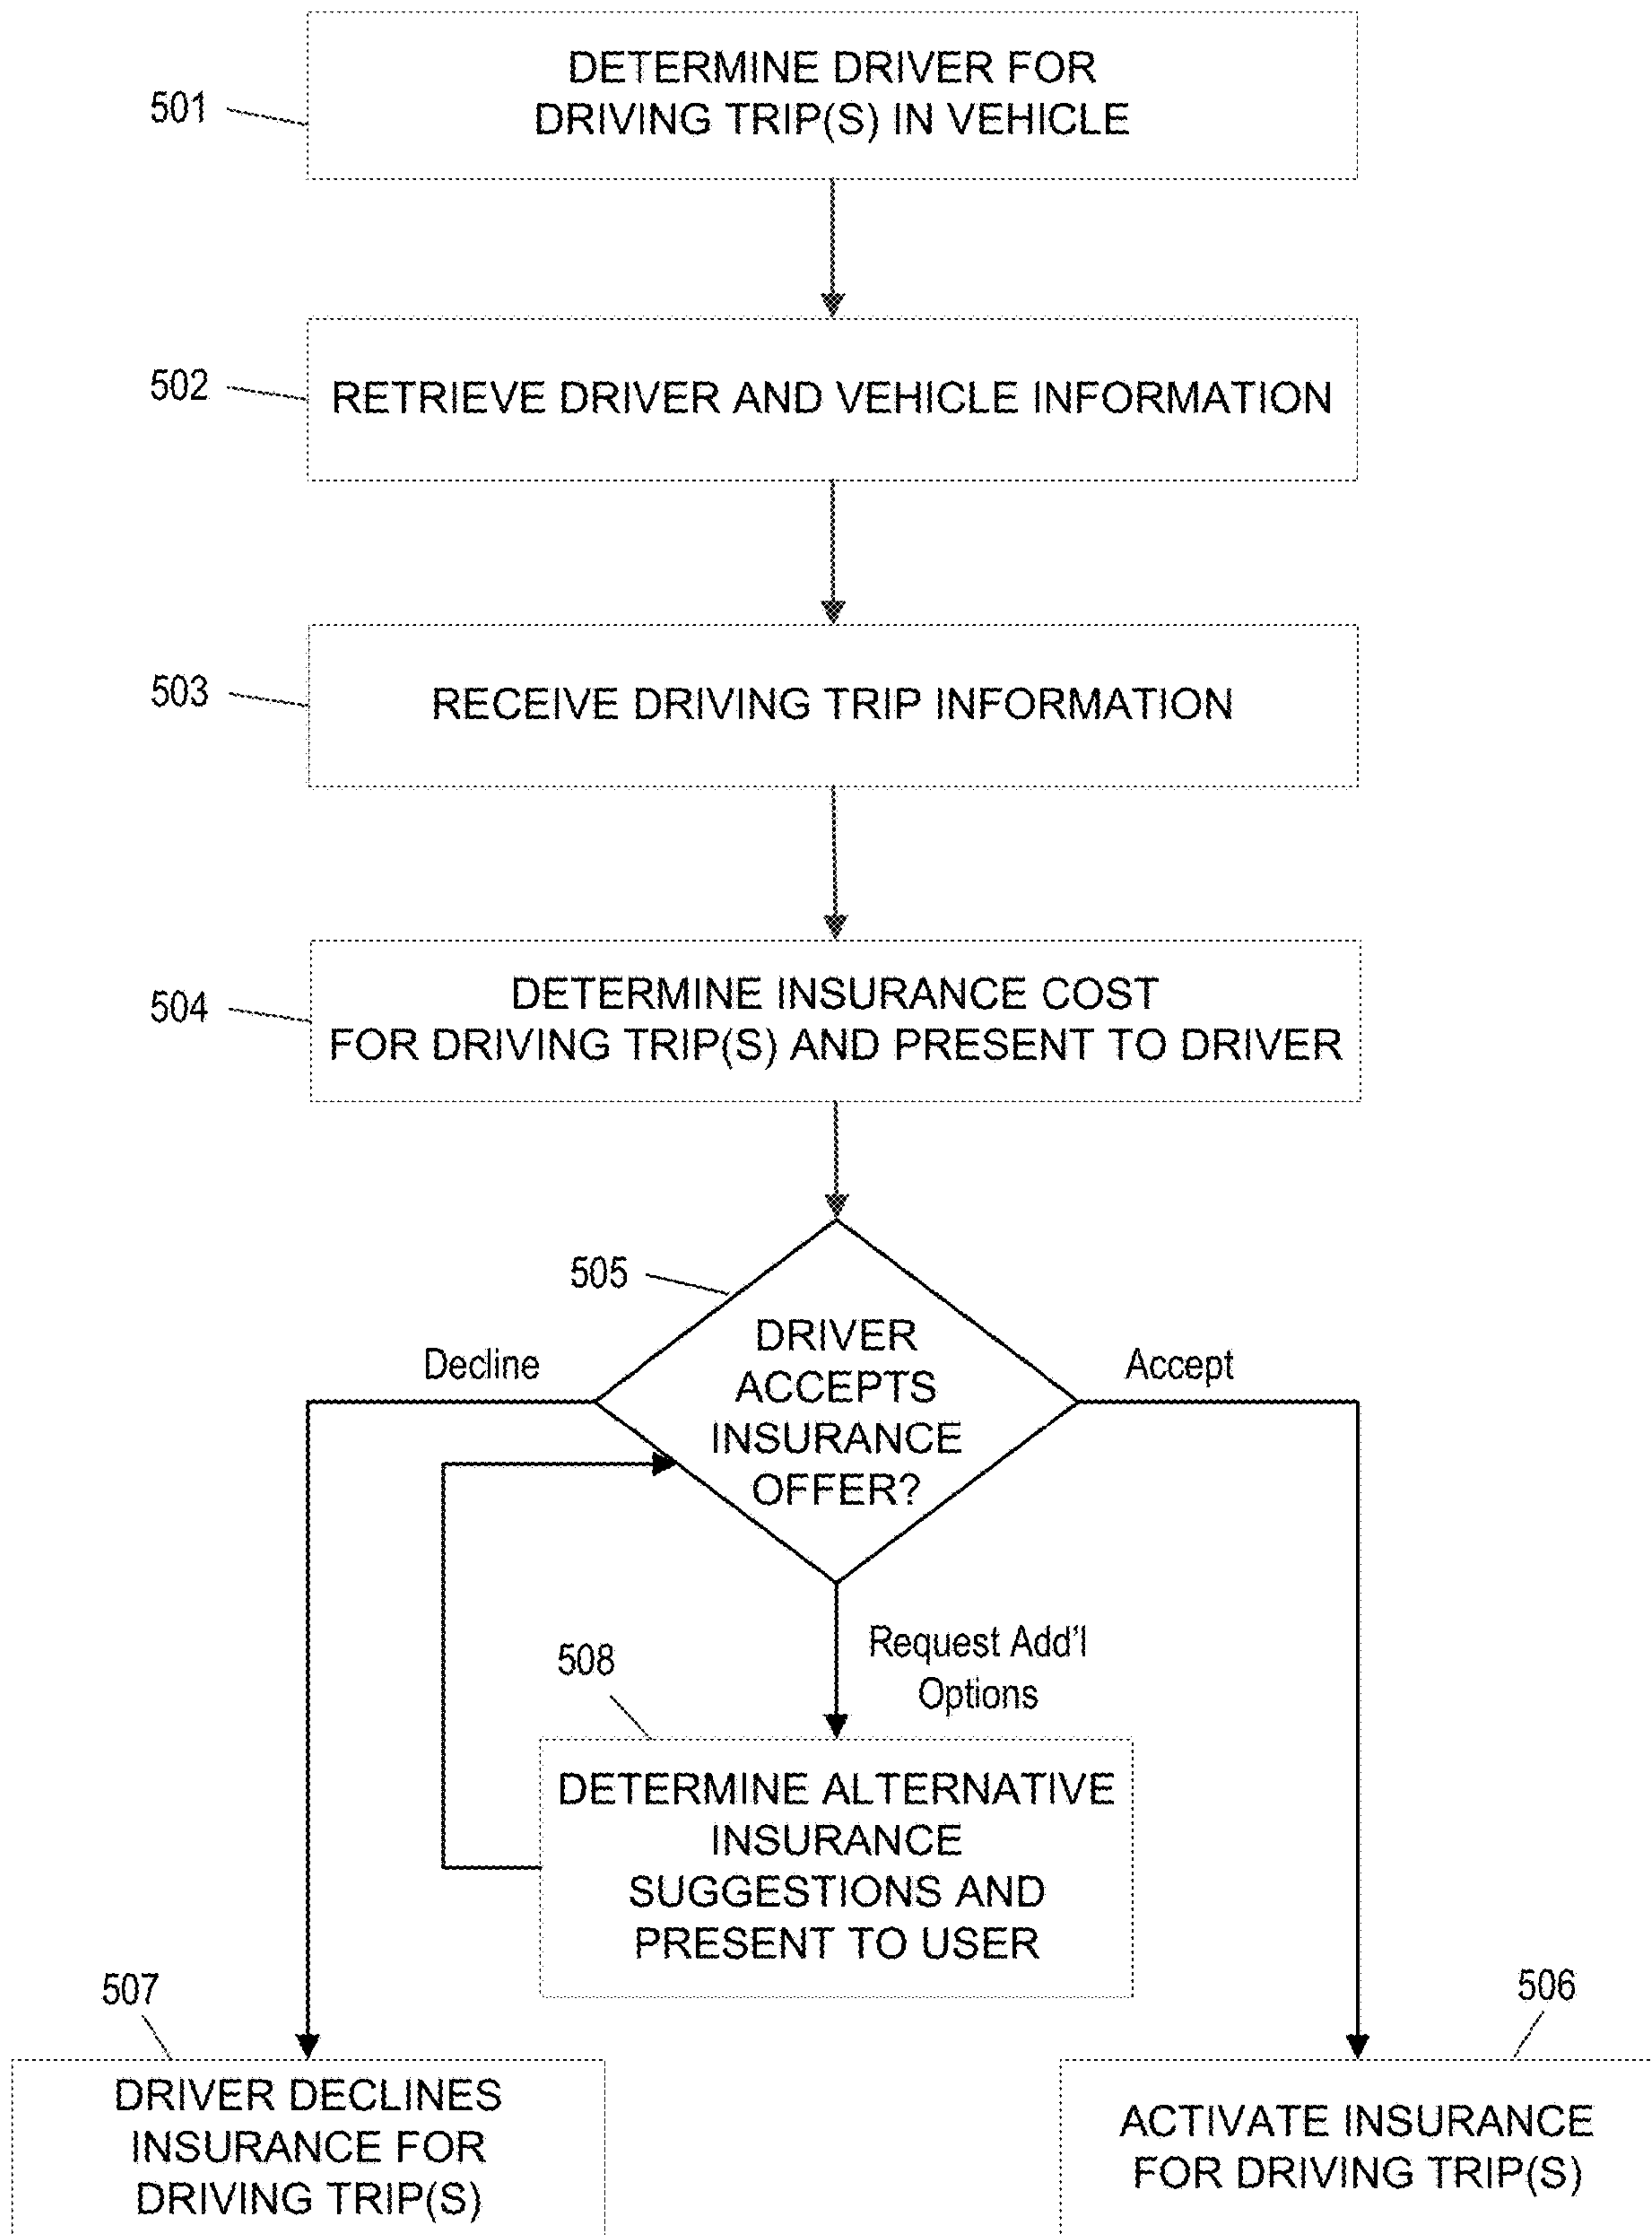 501
DETERMINE DRIVER FOR
DRIVING TRIP(S) IN VEHICLE
502
RETRIEVE DRIVER AND VEHICLE INFORMATION
503
RECEIVE DRIVING TRIP INFORMATION
504
DETERMINE INSURANCE COST
FOR DRIVING TRIP(S) AND PRESENT TO DRIVER
505
DRIVER
ACCEPTS
INSURANCE
OFFER?
Decline
Accept
Request Add'l
Options
508
DETERMINE ALTERNATIVE
INSURANCE
SUGGESTIONS AND
PRESENT TO USER
507
DRIVER DECLINES
INSURANCE FOR
DRIVING TRIP(S)
506
ACTIVATE INSURANCE
FOR DRIVING TRIP(S)